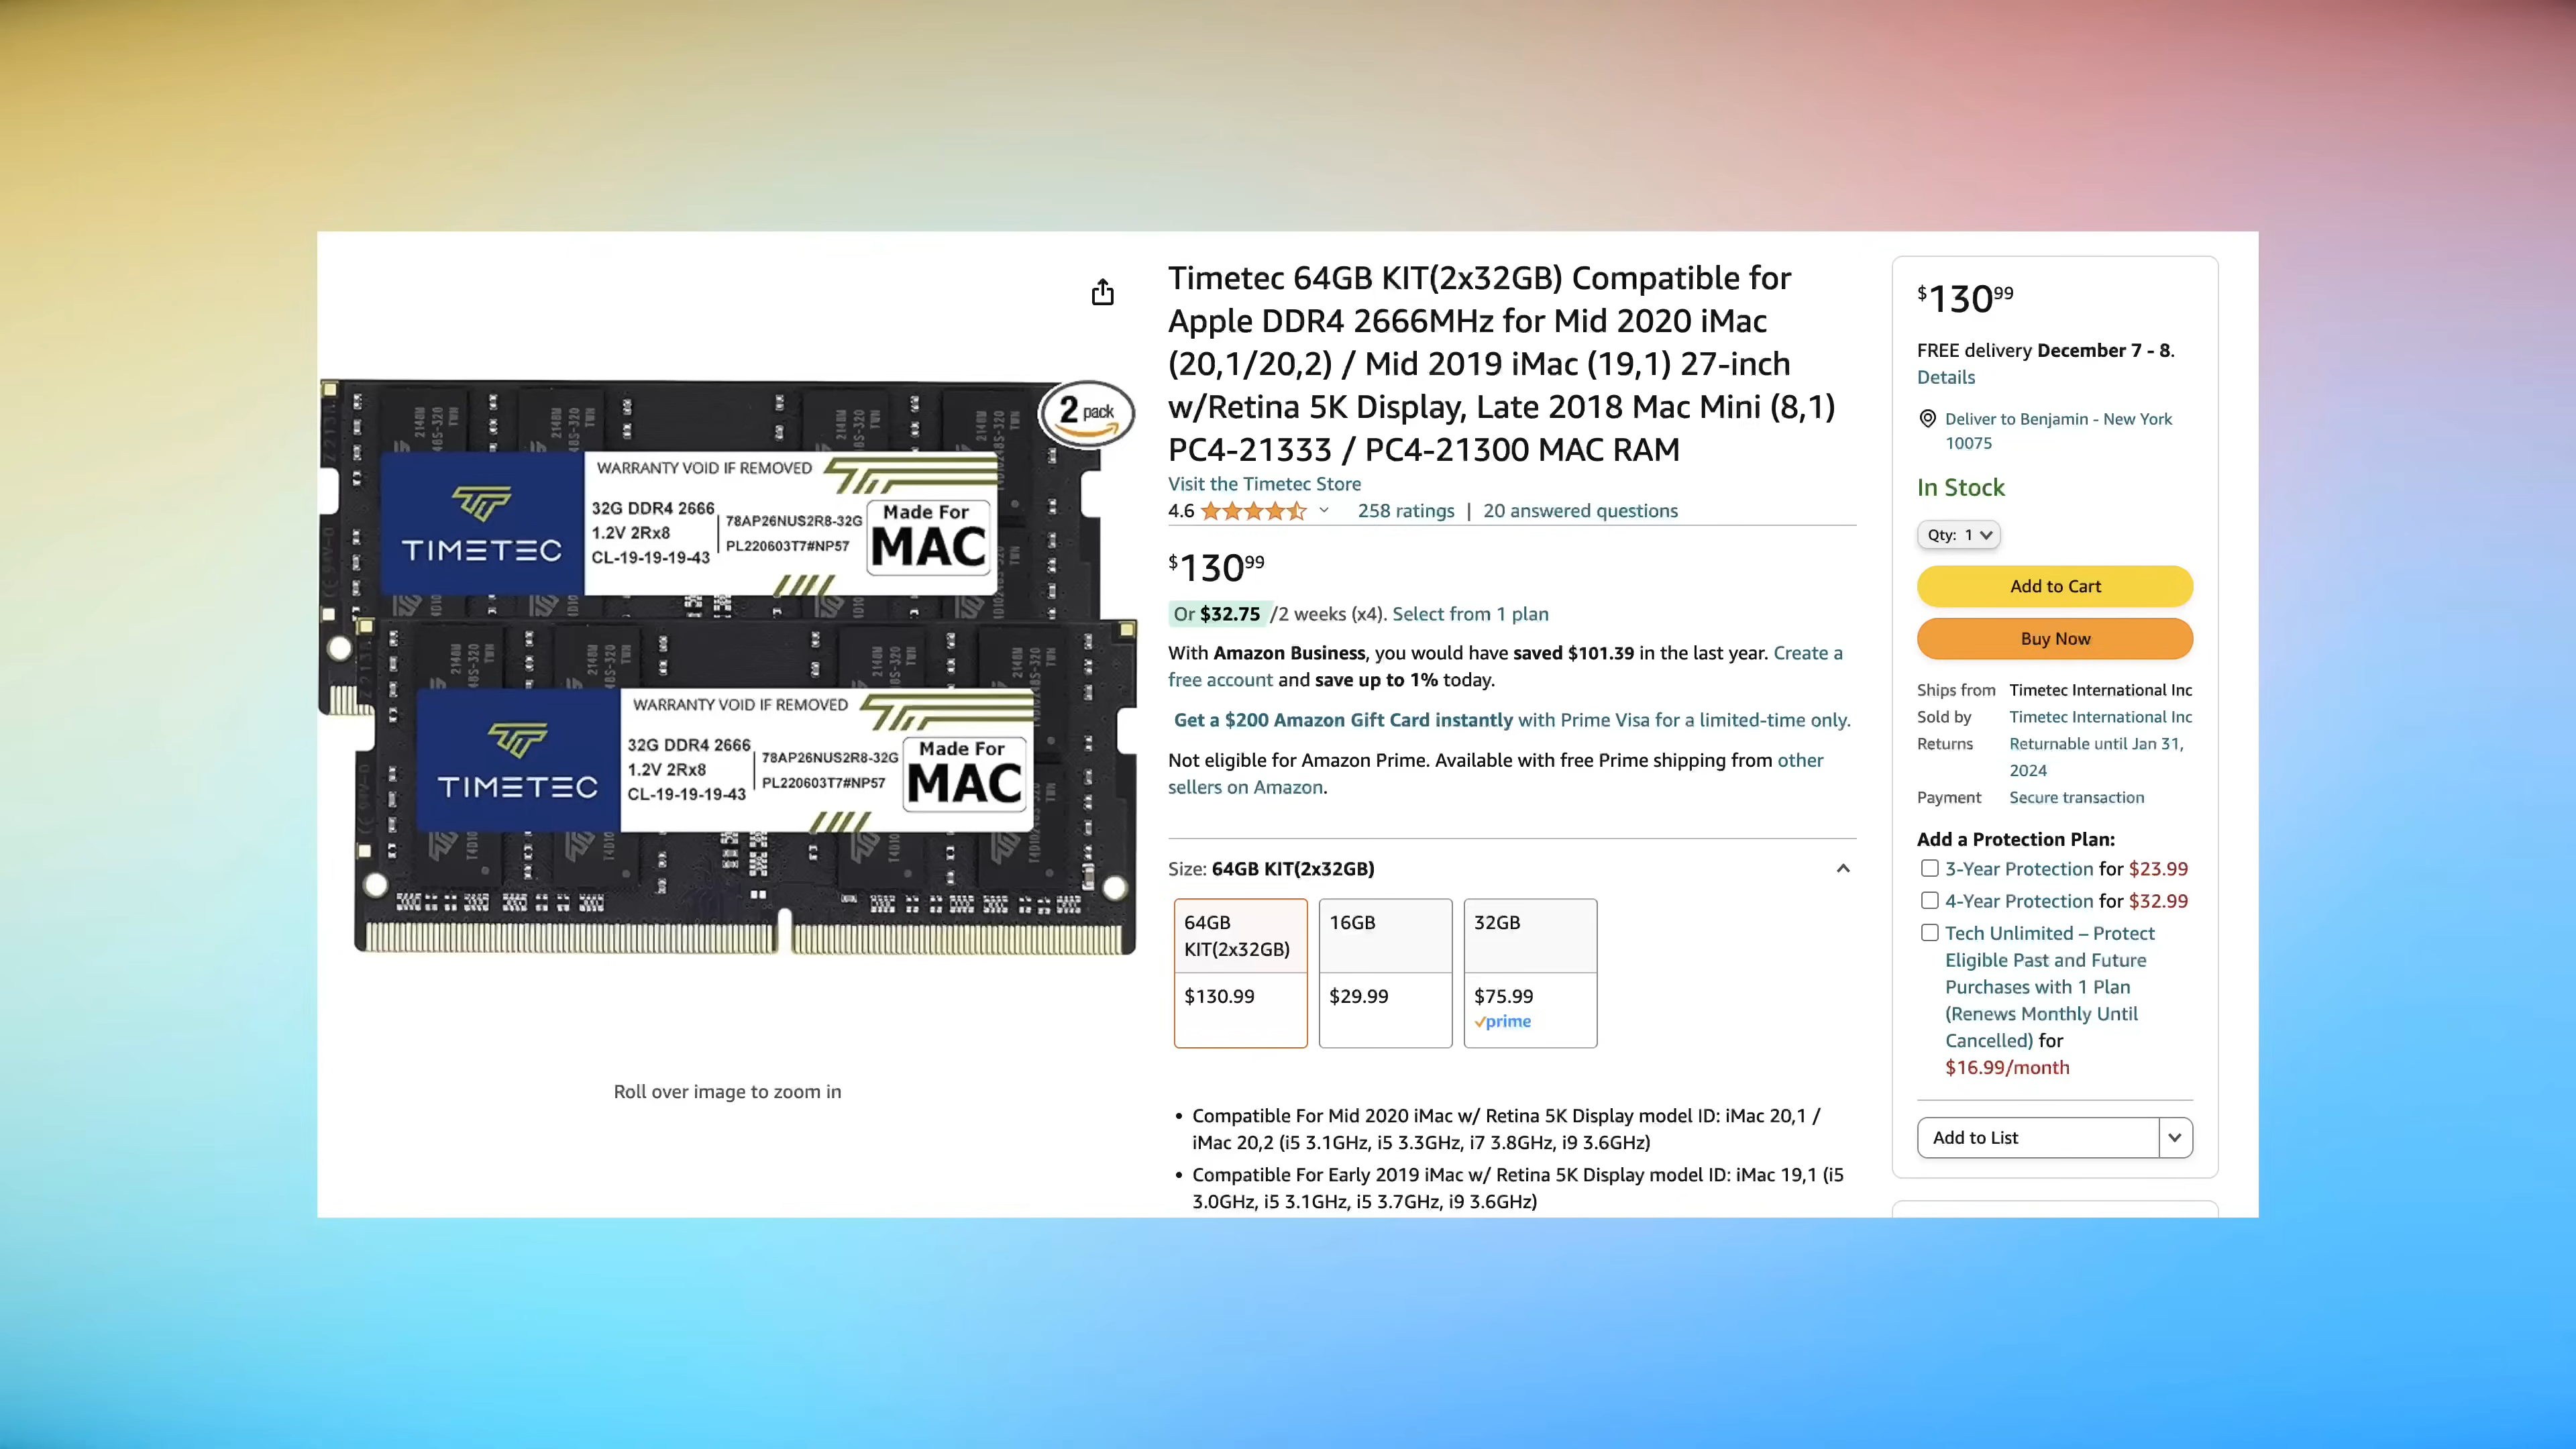 2 pack
WARRANTY VOID IF REMOVED
TIMETEC
32G DDR4 2666
1.2V 2Rx8
CL-19-19-19-43
78AP26NUS2R8-32G
PL220603T7#NP57
Made For
MAC
WARRANTY VOID IF REMOVED
TIMETEC
32G DDR4 2666
1.2V 2Rx8
CL-19-19-19-43
78AP26NUS2R8-32G
PL220603T7#NP57
Made For
MAC
Roll over image to zoom in
Timetec 64GB KIT(2x32GB) Compatible for
Apple DDR4 2666MHz for Mid 2020 iMac
(20,1/20,2) / Mid 2019 iMac (19,1) 27-inch
w/Retina 5K Display, Late 2018 Mac Mini (8,1)
PC4-21333 / PC4-21300 MAC RAM
Visit the Timetec Store
4.6 258 ratings | 20 answered questions
$130.99
Or $32.75 /2 weeks (x4). Select from 1 plan
With Amazon Business, you would have saved $101.39 in the last year. Create a
free account and save up to 1% today.
Get a $200 Amazon Gift Card instantly with Prime Visa for a limited-time only.
Not eligible for Amazon Prime. Available with free Prime shipping from other
sellers on Amazon.
Size: 64GB KIT(2x32GB)
64GB
KIT(2x32GB)
$130.99
16GB
$29.99
32GB
$75.99
prime
• Compatible For Mid 2020 iMac w/ Retina 5K Display model ID: iMac 20,1 /
iMac 20,2 (i5 3.1GHz, i5 3.3GHz, i7 3.8GHz, i9 3.6GHz)
• Compatible For Early 2019 iMac w/ Retina 5K Display model ID: iMac 19,1 (i5
3.0GHz, i5 3.1GHz, i5 3.7GHz, i9 3.6GHz)
$130.99
FREE delivery December 7 - 8.
Details
Deliver to Benjamin - New York
10075
In Stock
Qty: 1
Add to Cart
Buy Now
Ships from Timetec International Inc
Sold by Timetec International Inc
Returns Returnable until Jan 31,
2024
Payment Secure transaction
Add a Protection Plan:
3-Year Protection for $23.99
4-Year Protection for $32.99
Tech Unlimited – Protect
Eligible Past and Future
Purchases with 1 Plan
(Renews Monthly Until
Cancelled) for
$16.99/month
Add to List